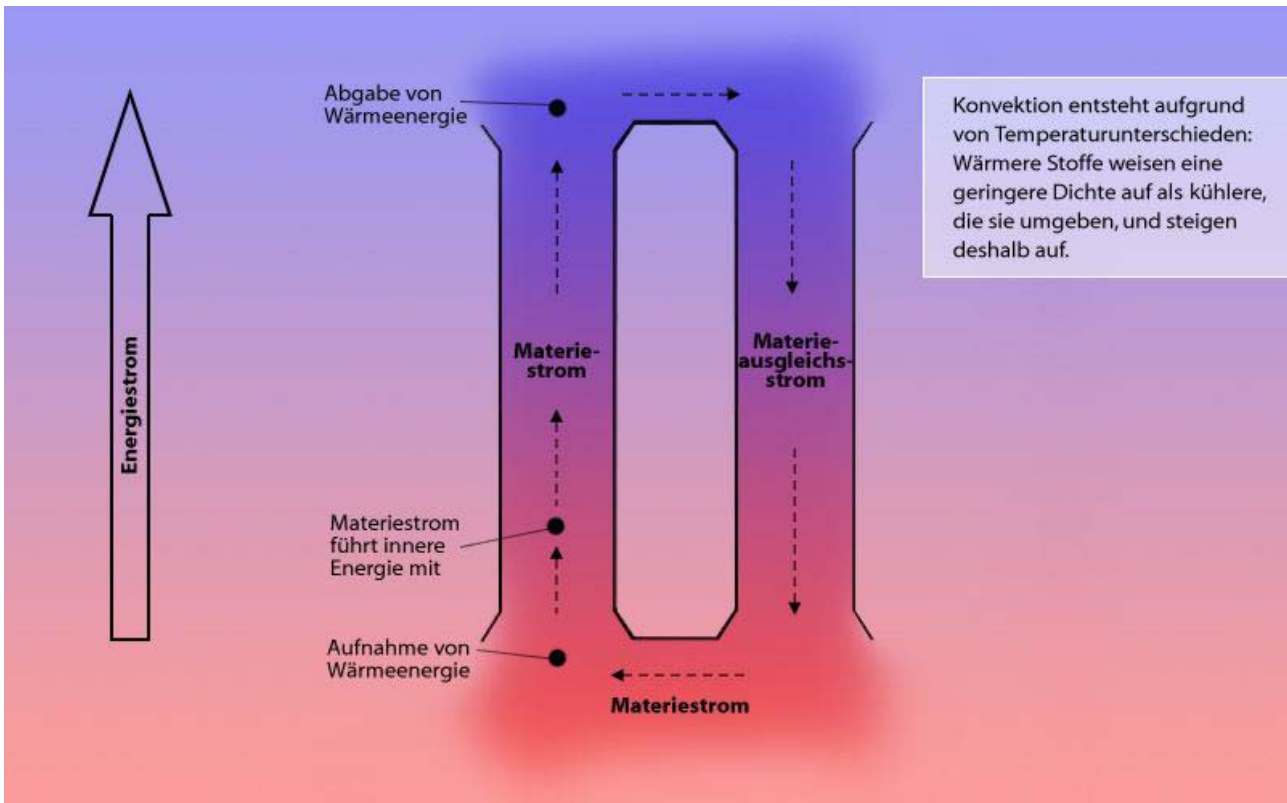 Abgabe von
Wärmeenergie
Konvektion entsteht aufgrund
von Temperaturunterschieden:
Wärmere Stoffe weisen eine
geringere Dichte auf als kühlere,
die sie umgeben, und steigen
deshalb auf.
Energiestrom
Materie-
strom
Materie-
ausgleichs-
strom
Materiestrom
führt innere
Energie mit
Aufnahme von
Wärmeenergie
Materiestrom